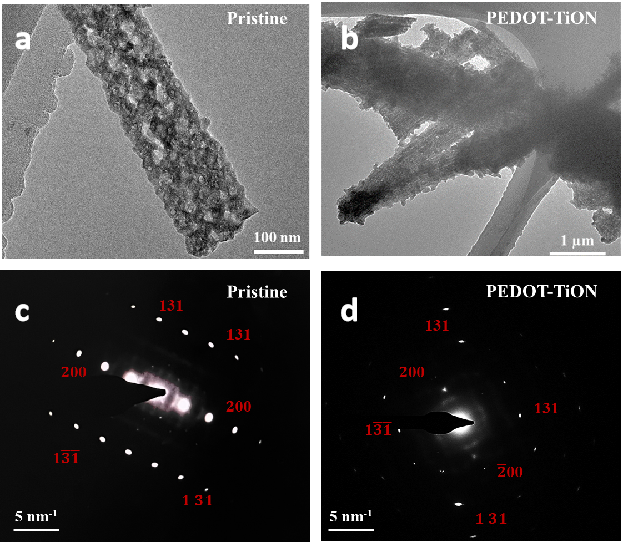 a
Pristine
100 nm
b
PEDOT-TiON
1 μm
c
Pristine
131
131
200
200
13̅1̅
1 31
5 nm⁻¹
d
PEDOT-TiON
131
200
131
13̅1̅
2̅00
1 31
5 nm⁻¹